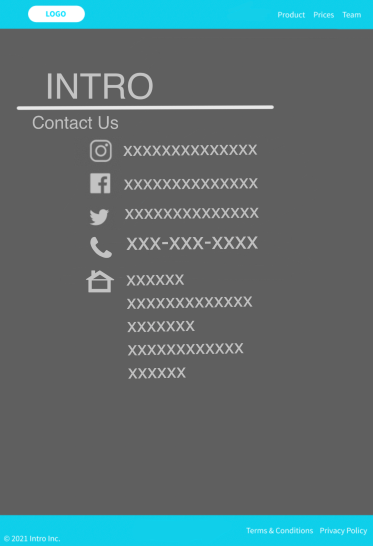 LOGO
Product Prices Team
INTRO
Contact Us
xxxxxxxxxxxxxx
xxxxxxxxxxxxxx
xxxxxxxxxxxxxx
xxx-xxx-xxxx
xxxxxx
xxxxxxxxxxxxx
xxxxxxx
xxxxxxxxxxxx
xxxxxx
Terms & Conditions Privacy Policy
© 2021 Intro Inc.